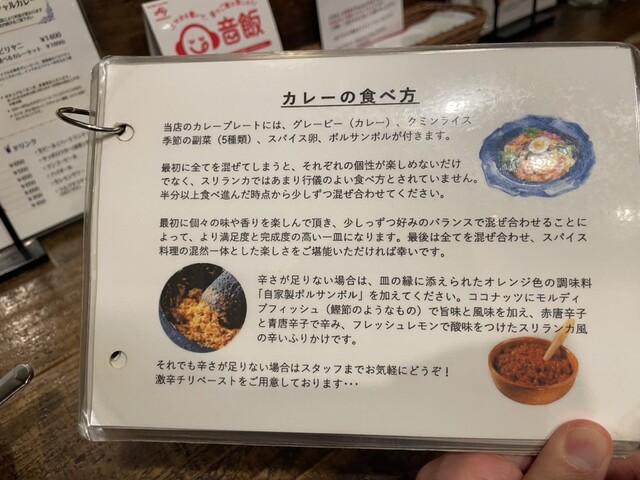 音飯
¥1400
ドリンク
カレーの食べ方
当店のカレープレートには、グレービー（カレー）、クミンライス
季節の副菜（5種類）、スパイス卵、ポルサンボルが付きます。
最初に全てを混ぜてしまうと、それぞれの個性が楽しめないだけ
でなく、スリランカではあまり行儀のよい食べ方とされていません。
半分以上食べ進んだ時点から少しずつ混ぜ合わせてください。
最初に個々の味や香りを楽しんで頂き、少しっずつ好みのバランスで混ぜ合わせることに
よって、より満足度と完成度の高い一皿になります。最後は全てを混ぜ合わせ、スパイス
料理の混然一体とした楽しさをご堪能いただければ幸いです。
辛さが足りない場合は、皿の縁に添えられたオレンジ色の調味料
「自家製ポルサンボル」を加えてください。ココナッツにモルディ
ブフィッシュ（鰹節のようなもの）で旨味と風味を加え、赤唐辛子
と青唐辛子で辛み、フレッシュレモンで酸味をつけたスリランカ風
の辛いふりかけです。
それでも辛さが足りない場合はスタッフまでお気軽にどうぞ！
激辛チリペーストをご用意しております･･･